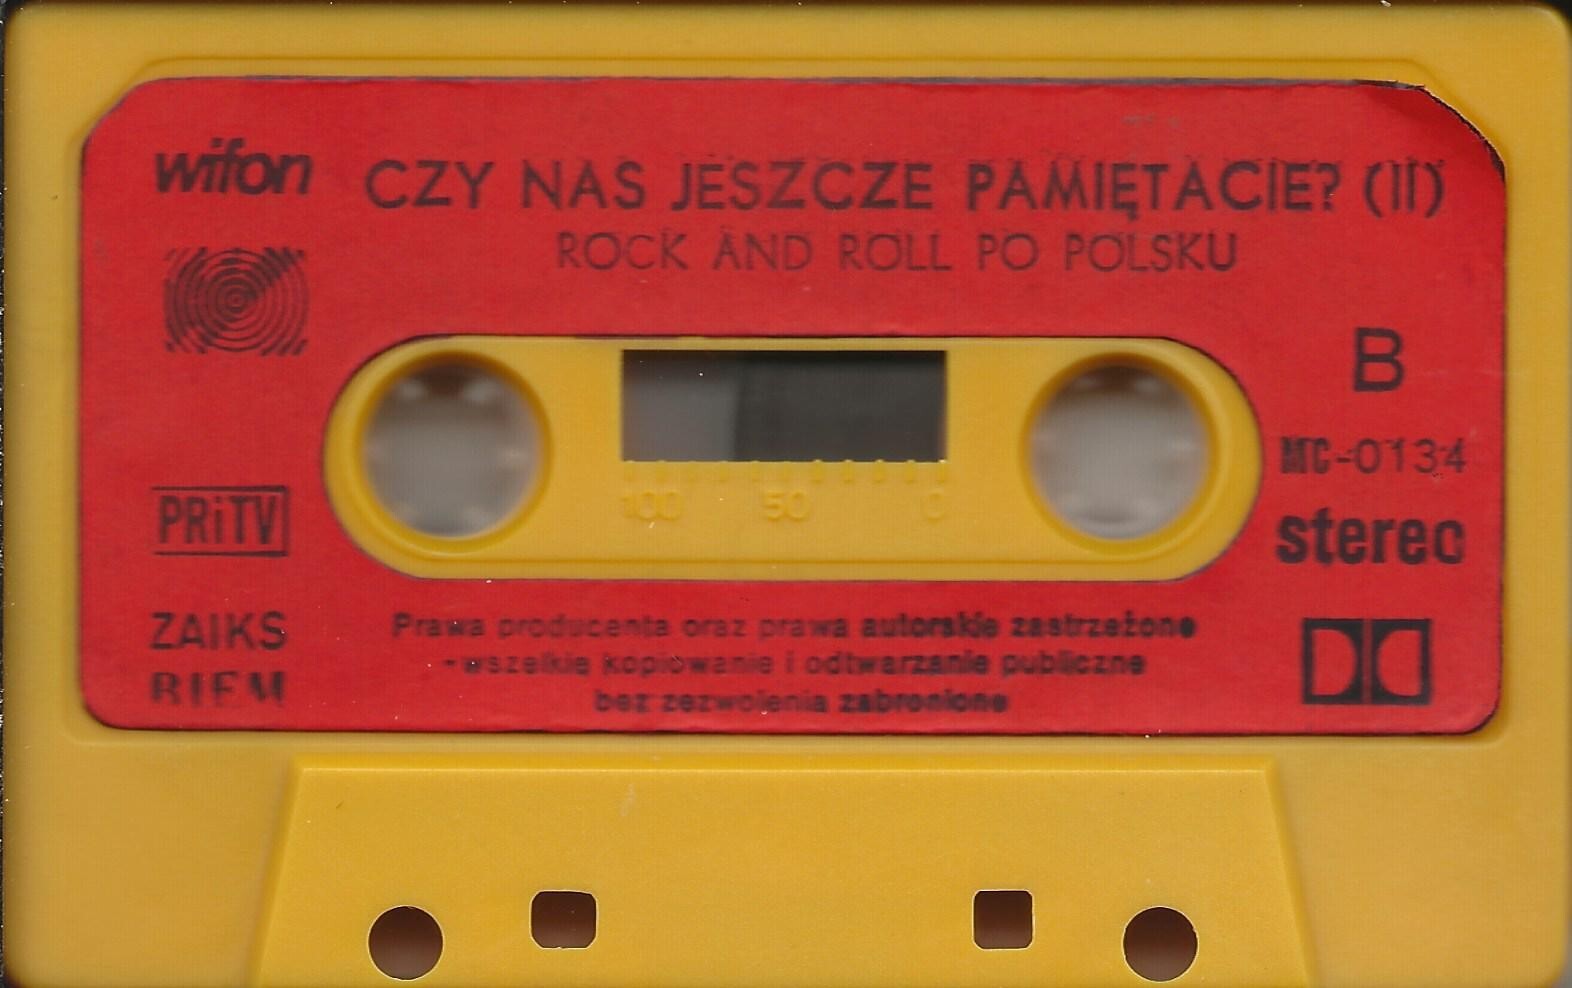 wifon
CZY NAS JESZCZE PAMIĘTACIE? (II)
ROCK AND ROLL PO POLSKU
B
MC-0134
stereo
100 50 0
PRiTV
ZAIKS
BIEM
Prawa producenta oraz prawa autorskie zastrzeżone
-wszelkie kopiowanie i odtwarzanie publiczne
bez zezwolenia zabronione